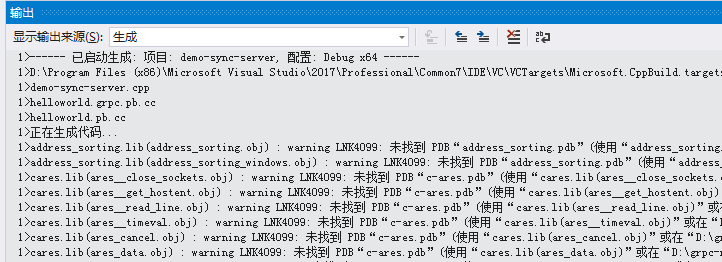 输出
显示输出来源(S): 生成
1>------ 已启动生成: 项目: demo-sync-server, 配置: Debug x64 ------
1>D:\Program Files (x86)\Microsoft Visual Studio\2017\Professional\Common7\IDE\VC\VCTargets\Microsoft.CppBuild.targets
1>demo-sync-server.cpp
1>helloworld.grpc.pb.cc
1>helloworld.pb.cc
1>正在生成代码...
1>address_sorting.lib(address_sorting.obj) : warning LNK4099: 未找到 PDB“address_sorting.pdb”(使用“address_sorting.
1>address_sorting.lib(address_sorting_windows.obj) : warning LNK4099: 未找到 PDB“address_sorting.pdb”(使用“address_
1>cares.lib(ares__close_sockets.obj) : warning LNK4099: 未找到 PDB“c-ares.pdb”(使用“cares.lib(ares__close_sockets.o
1>cares.lib(ares__get_hostent.obj) : warning LNK4099: 未找到 PDB“c-ares.pdb”(使用“cares.lib(ares__get_hostent.obj)
1>cares.lib(ares__read_line.obj) : warning LNK4099: 未找到 PDB“c-ares.pdb”(使用“cares.lib(ares__read_line.obj)”或在
1>cares.lib(ares__timeval.obj) : warning LNK4099: 未找到 PDB“c-ares.pdb”(使用“cares.lib(ares__timeval.obj)”或在“D
1>cares.lib(ares_cancel.obj) : warning LNK4099: 未找到 PDB“c-ares.pdb”(使用“cares.lib(ares_cancel.obj)”或在“D:\gr
1>cares.lib(ares_data.obj) : warning LNK4099: 未找到 PDB“c-ares.pdb”(使用“cares.lib(ares_data.obj)”或在“D:\grpc-